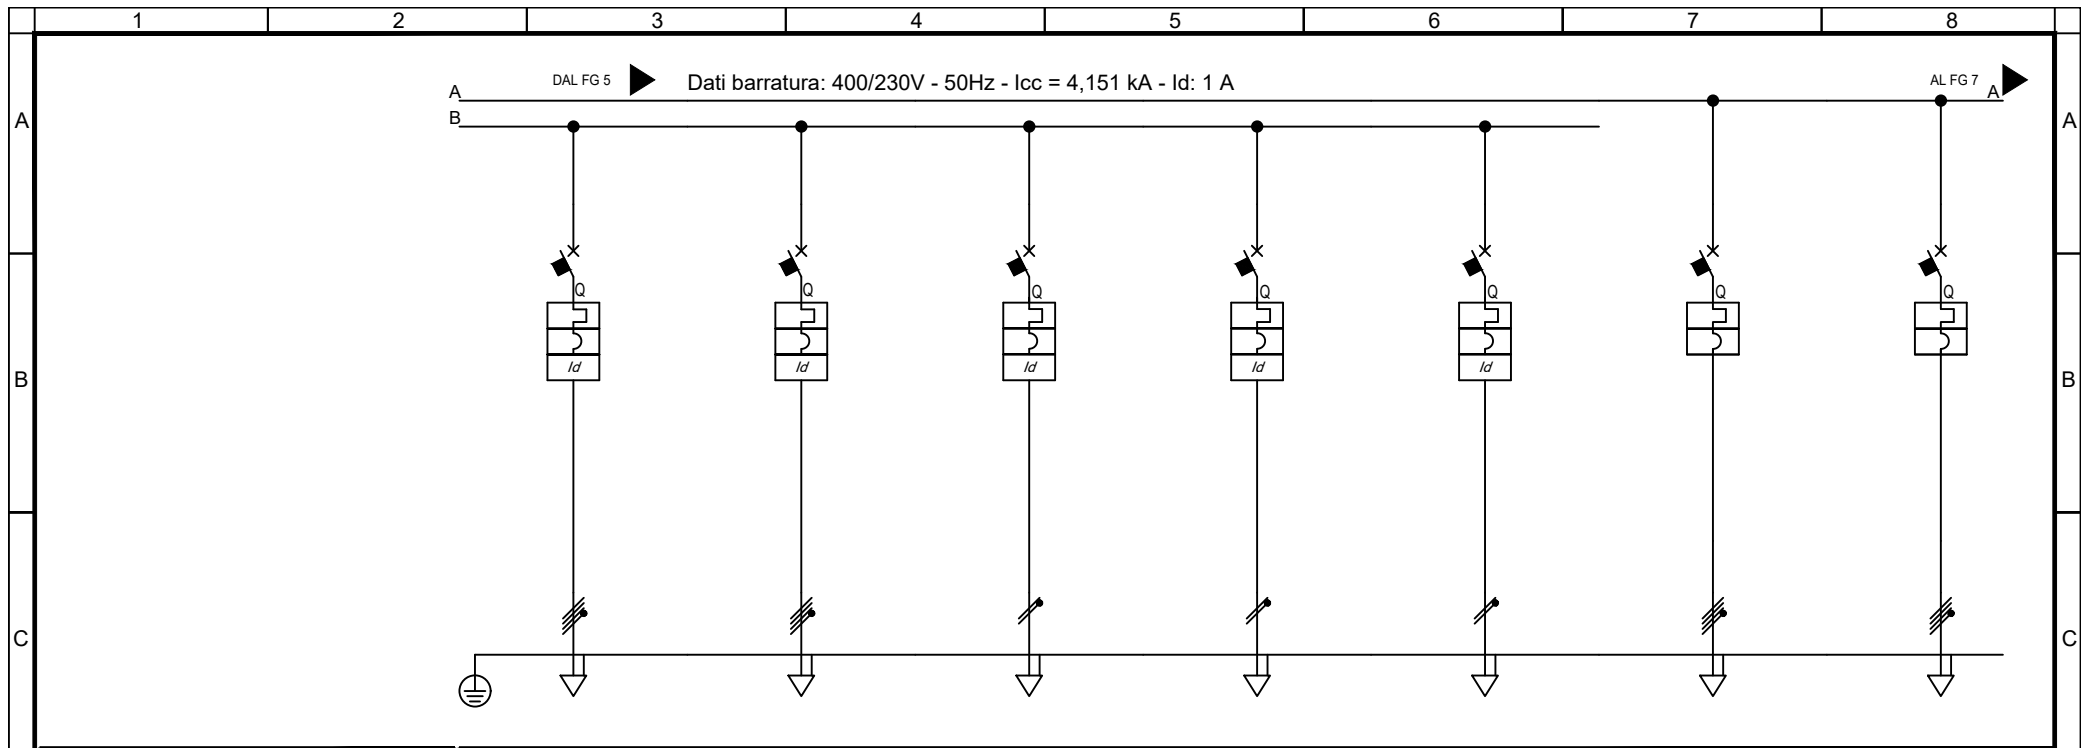 1 2 3 4 5 6 7 8
DAL FG 5 Dati barratura: 400/230V - 50Hz - Icc = 4,151 kA - Id: 1 A AL FG 7
A A
B
A A
Q Q Q Q Q Q Q
Id Id Id Id Id
B B
C C